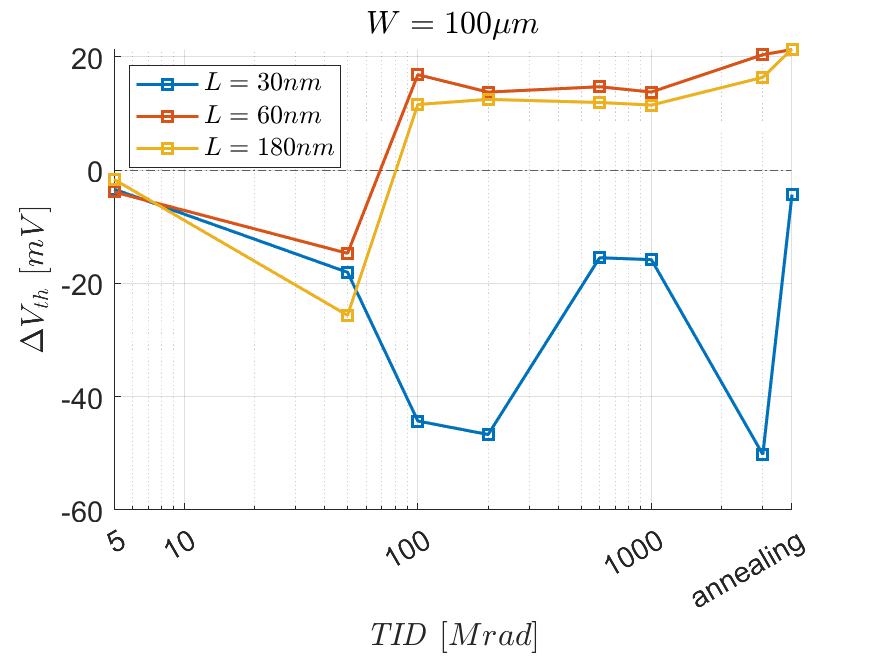 W = 100μm
L = 30nm
L = 60nm
L = 180nm
20
0
-20
-40
-60
ΔV_th [mV]
5
10
100
1000
annealing
TID [Mrad]